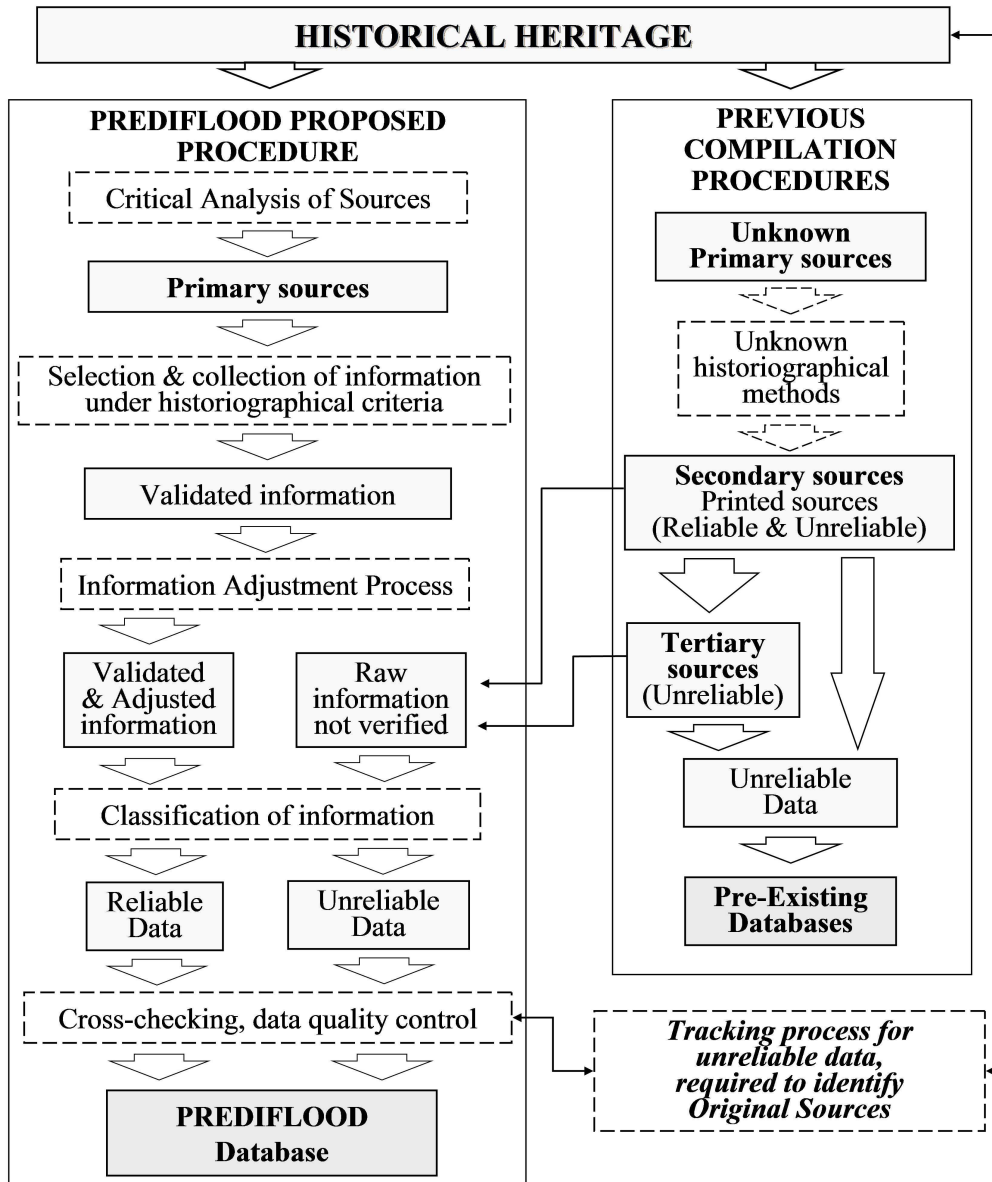 HISTORICAL HERITAGE
PREDIFLOOD PROPOSED
PROCEDURE
Critical Analysis of Sources
Primary sources
Selection & collection of information
under historiographical criteria
Validated information
Information Adjustment Process
Validated
& Adjusted
information
Raw
information
not verified
Classification of information
Reliable
Data
Unreliable
Data
Cross-checking, data quality control
PREDIFLOOD
Database
PREVIOUS
COMPILATION
PROCEDURES
Unknown
Primary sources
Unknown
historiographical
methods
Secondary sources
Printed sources
(Reliable & Unreliable)
Tertiary
sources
(Unreliable)
Unreliable
Data
Pre-Existing
Databases
Tracking process for
unreliable data,
required to identify
Original Sources